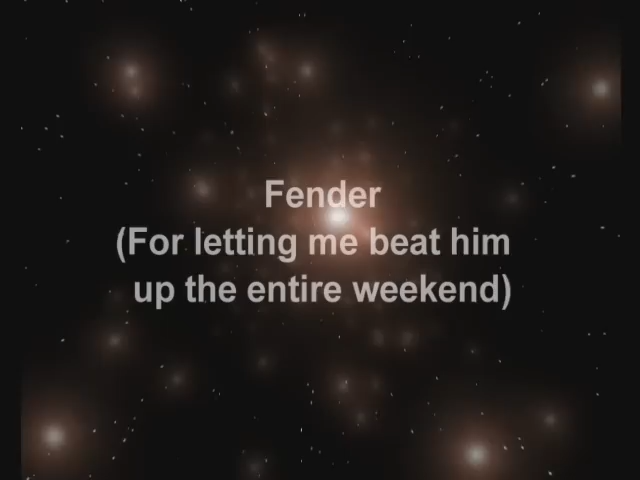 Fender
(For letting me beat him
up the entire weekend)